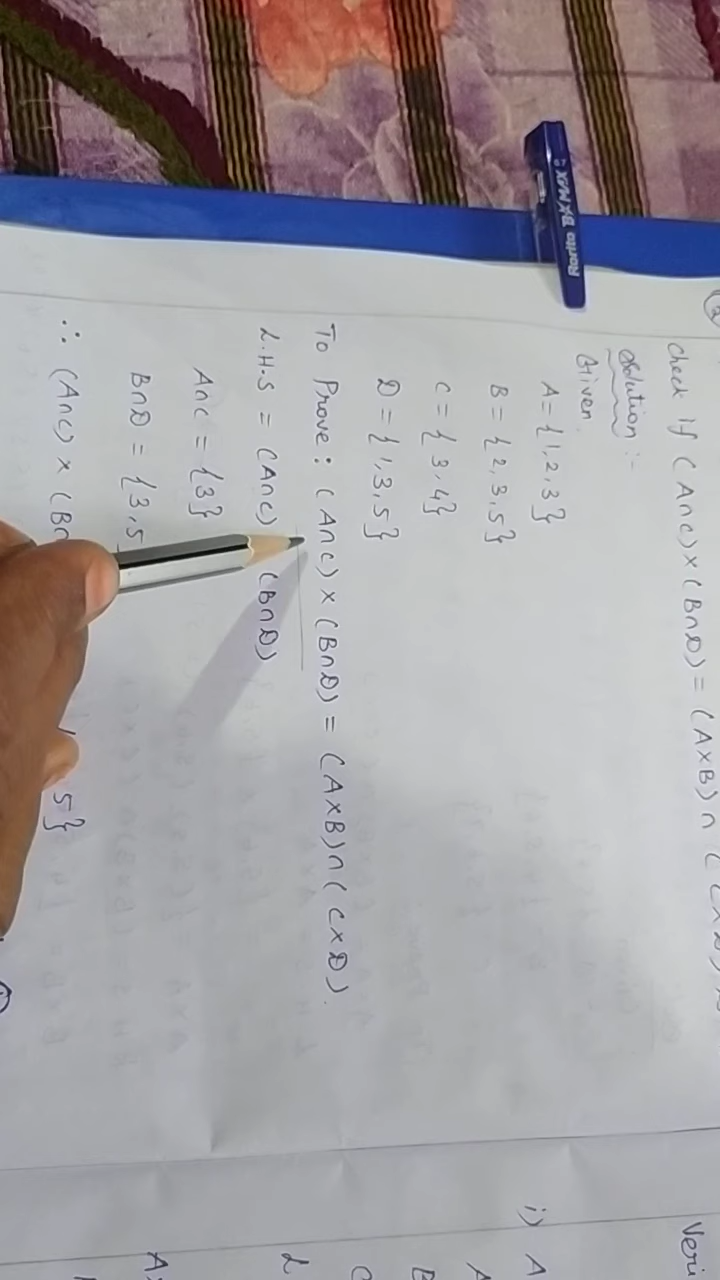 Check if (A∩C)×(B∩D) = (A×B)∩(C×D)
Solution :-
Given
A = {1,2,3}
B = {2,3,5}
C = {3,4}
D = {1,3,5}
To Prove : (A∩C)×(B∩D) = (A×B)∩(C×D).
L.H.S = (A∩C) (B∩D)
A∩C = {3}
B∩D = {3,5
∴ (A∩C) × (B∩
5}
Rorito
Veri
i) A
A
B
C
L